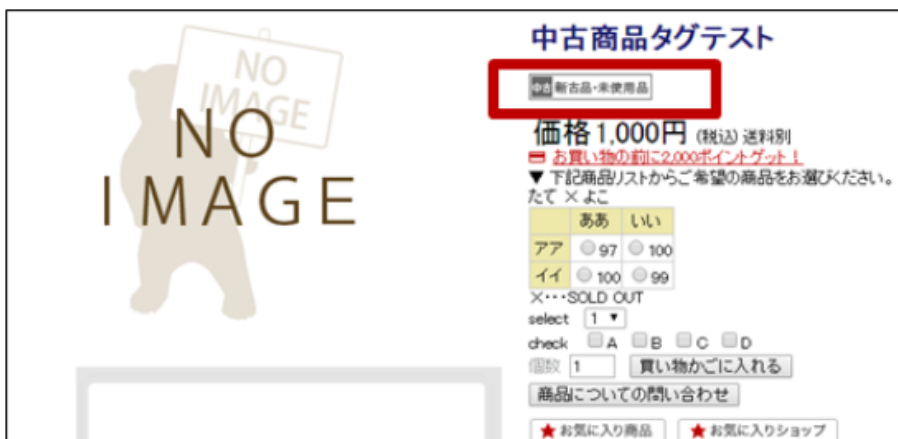 NO
IMAGE
NO
IMAGE
中古商品タグテスト
中古 新古品・未使用品
価格 1,000円 (税込) 送料別
お買い物の前に2,000ポイントゲット！
▼ 下記商品リストからご希望の商品をお選びください。
たて × よこ
ああ いい
アア 97 100
イイ 100 99
×・・・SOLD OUT
select 1 ▼
check A B C D
個数 1 買い物かごに入れる
商品についての問い合わせ
★ お気に入り商品 ★ お気に入りショップ